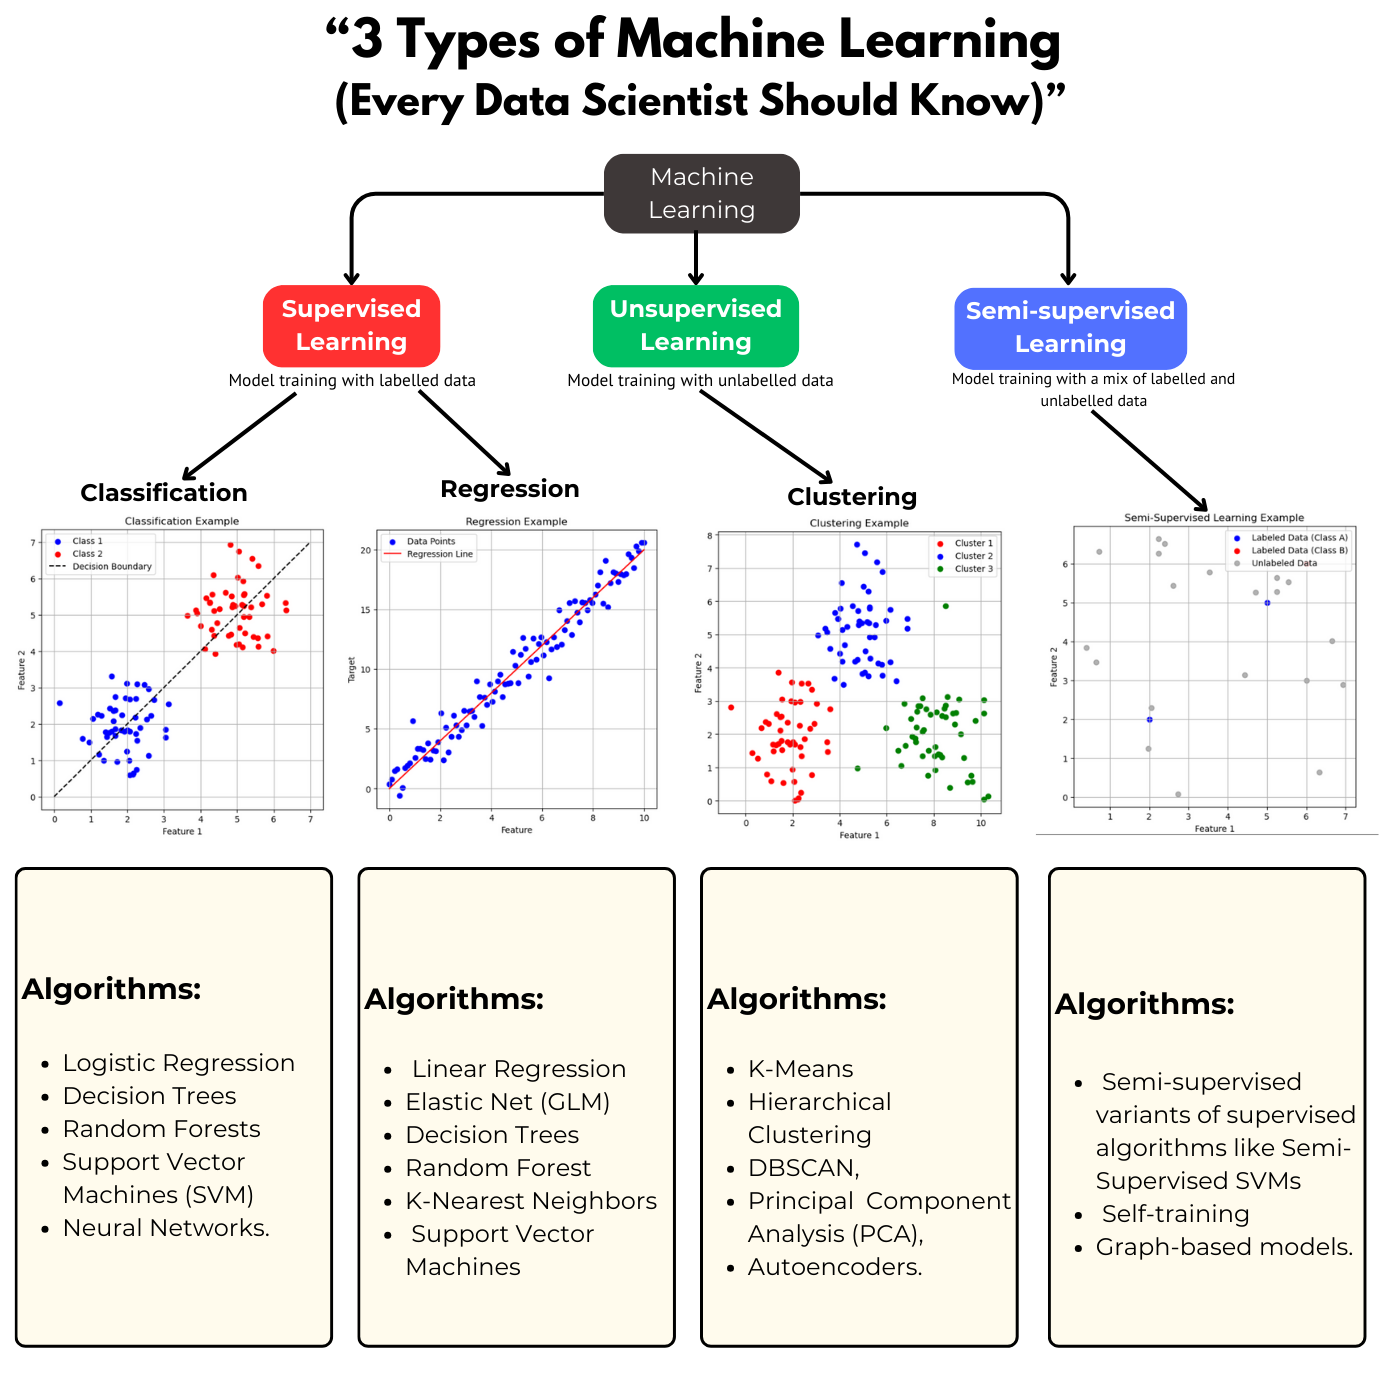 “3 Types of Machine Learning
(Every Data Scientist Should Know)”
Machine
Learning
Supervised
Learning
Model training with labelled data
Unsupervised
Learning
Model training with unlabelled data
Semi-supervised
Learning
Model training with a mix of labelled and
unlabelled data
Classification
Classification Example
Class 1
Class 2
Decision Boundary
Feature 2
7
6
5
4
3
2
1
0
0 1 2 3 4 5 6 7
Feature 1
Regression
Regression Example
Data Points
Regression Line
Target
20
15
10
5
0
0 2 4 6 8 10
Feature
Clustering
Clustering Example
Cluster 1
Cluster 2
Cluster 3
Feature 2
8
7
6
5
4
3
2
1
0
0 2 4 6 8 10
Feature 1
Semi-Supervised Learning Example
Labeled Data (Class A)
Labeled Data (Class B)
Unlabeled Data
Feature 2
6
5
4
3
2
1
0
1 2 3 4 5 6 7
Feature 1
Algorithms:
Logistic Regression
Decision Trees
Random Forests
Support Vector
Machines (SVM)
Neural Networks.
Algorithms:
Linear Regression
Elastic Net (GLM)
Decision Trees
Random Forest
K-Nearest Neighbors
Support Vector
Machines
Algorithms:
K-Means
Hierarchical
Clustering
DBSCAN,
Principal Component
Analysis (PCA),
Autoencoders.
Algorithms:
Semi-supervised
variants of supervised
algorithms like Semi-
Supervised SVMs
Self-training
Graph-based models.